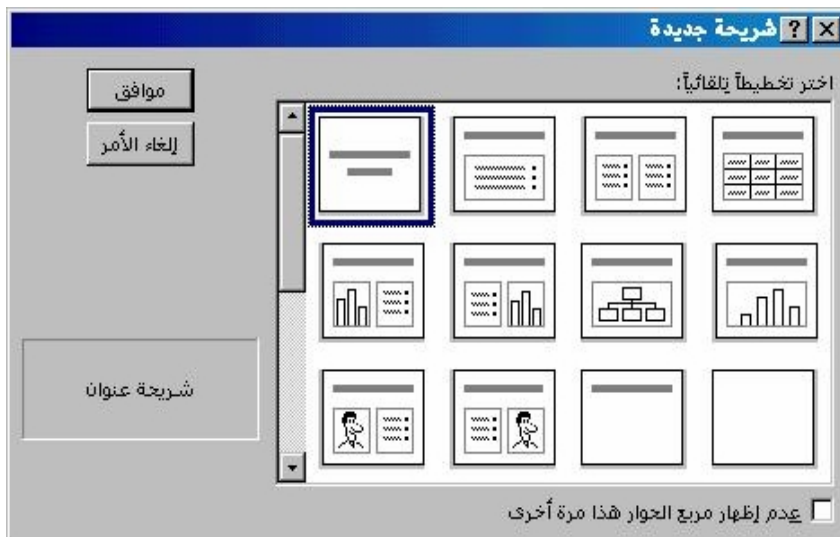 شريحة جديدة
اختر تخطيطاً تلقائياً:
موافق
إلغاء الأمر
شريحة عنوان
عدم إظهار مربع الحوار هذا مرة أخرى